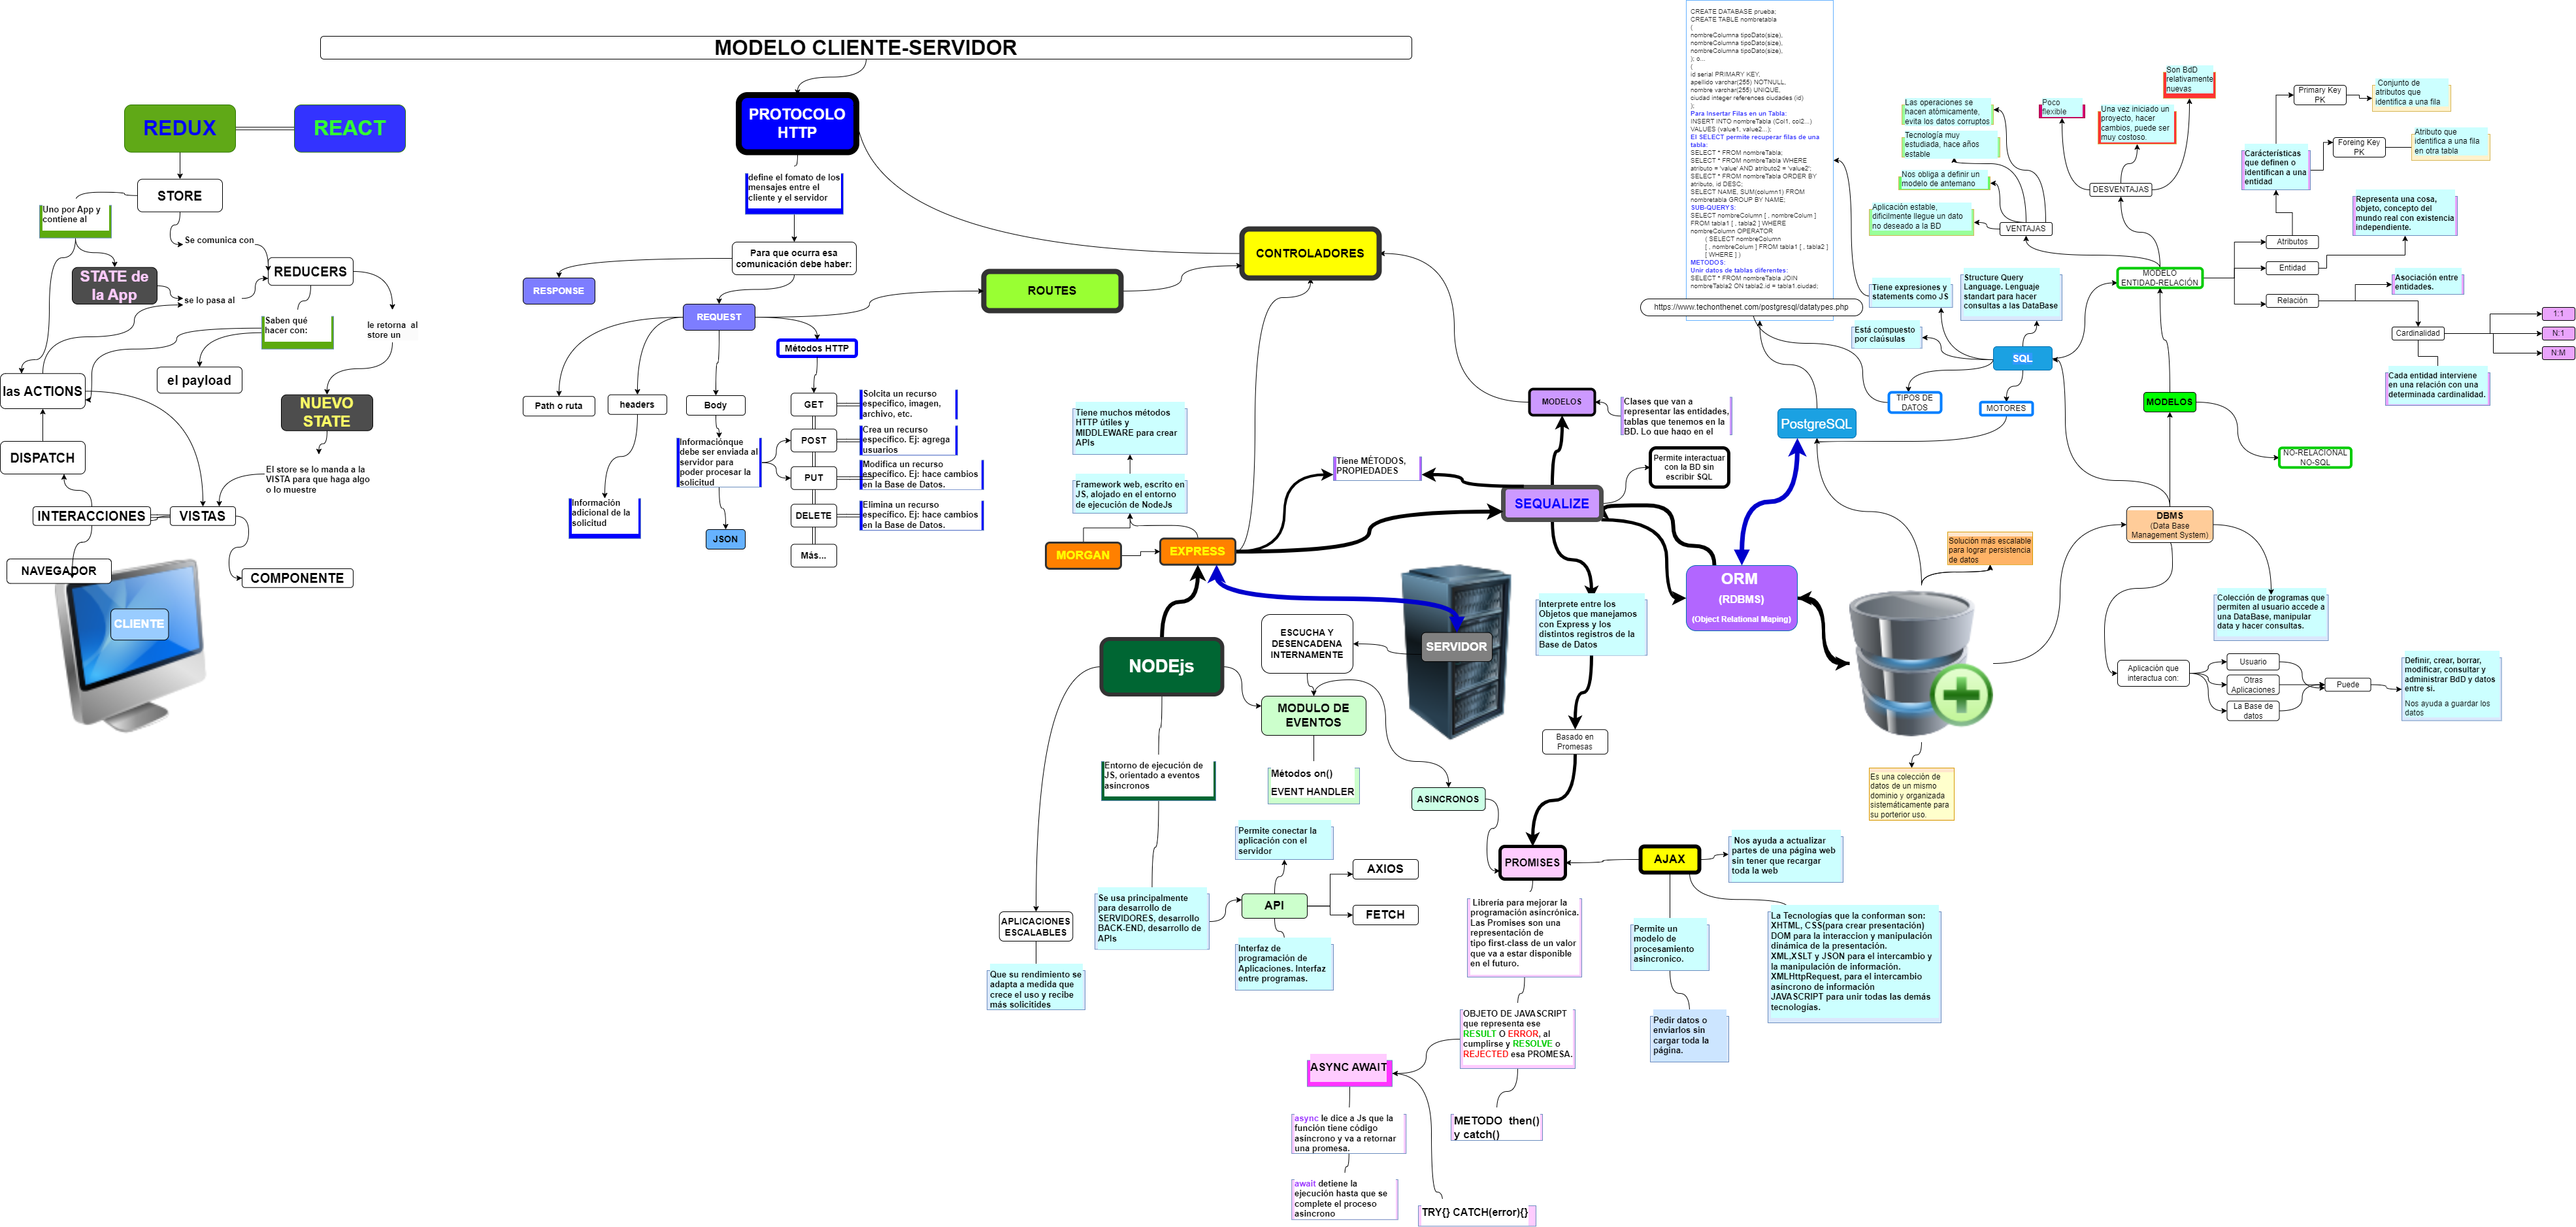 MODELO CLIENTE-SERVIDOR
REDUX
REACT
STORE
Uno por App y
contiene al
Se comunica con
STATE de
la App
se lo pasa al
REDUCERS
Saben qué
hacer con:
le retorna al
store un
las ACTIONS
el payload
NUEVO
STATE
DISPATCH
El store se lo manda a la
VISTA para que haga algo
o lo muestre
INTERACCIONES
VISTAS
NAVEGADOR
COMPONENTE
CLIENTE
PROTOCOLO
HTTP
define el fomato de los
mensajes entre el
cliente y el servidor
Para que ocurra esa
comunicación debe haber:
RESPONSE
REQUEST
Métodos HTTP
Path o ruta
headers
Body
Información
adicional de la
solicitud
Informaciónque
debe ser enviada al
servidor para
poder procesar la
solicitud
JSON
GET
Solcita un recurso
especifico, imagen,
archivo, etc.
POST
Crea un recurso
especifico. Ej: agrega
usuarios
PUT
Modifica un recurso
especifico. Ej: hace cambios
en la Base de Datos.
DELETE
Elimina un recurso
especifico. Ej: hace cambios
en la Base de Datos.
Más...
ROUTES
CONTROLADORES
Tiene muchos métodos
HTTP útiles y
MIDDLEWARE para crear
APIs
Framework web, escrito en
JS, alojado en el entorno
de ejecución de NodeJs
MORGAN
EXPRESS
Tiene MÉTODOS,
PROPIEDADES
MODELOS
Clases que van a
representar las entidades,
tablas que tenemos en la
BD. Lo que hago en el
Permite interactuar
con la BD sin
escribir SQL
SEQUALIZE
ORM
(RDBMS)
(Object Relational Maping)
Interprete entre los
Objetos que manejamos
con Express y los
distintos registros de la
Base de Datos
Basado en
Promesas
NODEjs
ESCUCHA Y
DESENCADENA
INTERNAMENTE
SERVIDOR
MODULO DE
EVENTOS
Métodos on()
EVENT HANDLER
ASINCRONOS
Entorno de ejecución de
JS, orientado a eventos
asíncronos
APLICACIONES
ESCALABLES
Que su rendimiento se
adapta a medida que
crece el uso y recibe
más solicitides
Se usa principalmente
para desarrollo de
SERVIDORES, desarrollo
BACK-END, desarrollo de
APIs
Permite conectar la
aplicación con el
servidor
API
AXIOS
FETCH
Interfaz de
programación de
Aplicaciones. Interfaz
entre programas.
PROMISES
AJAX
Nos ayuda a actualizar
partes de una página web
sin tener que recargar
toda la web
Librería para mejorar la
programación asincrónica.
Las Promises son una
representación de
tipo first-class de un valor
que va a estar disponible
en el futuro.
Permite un
modelo de
procesamiento
asincronico.
La Tecnologías que la conforman son:
XHTML, CSS(para crear presentación)
DOM para la interaccion y manipulación
dinámica de la presentación.
XML,XSLT y JSON para el intercambio y
la manipulación de información.
XMLHttpRequest, para el intercambio
asíncrono de información
JAVASCRIPT para unir todas las demás
tecnologías.
Pedir datos o
enviarlos sin
cargar toda la
página.
OBJETO DE JAVASCRIPT
que representa ese
RESULT O ERROR, al
cumplirse y RESOLVE o
REJECTED esa PROMESA.
ASYNC AWAIT
METODO then()
y catch()
async le dice a Js que la
función tiene código
asincrono y va a retornar
una promesa.
await detiene la
ejecución hasta que se
complete el proceso
asincrono
TRY{} CATCH(error){}
CREATE DATABASE prueba;
CREATE TABLE nombretabla
(
nombreColumna tipoDato(size),
nombreColumna tipoDato(size),
nombreColumna tipoDato(size),
); o...
(
id serial PRIMARY KEY,
apellido varchar(255) NOTNULL,
nombre varchar(255) UNIQUE,
ciudad integer references ciudades (id)
);
Para Insertar Filas en un Tabla:
INSERT INTO nombreTabla (Col1, col2...)
VALUES (value1, value2...);
El SELECT permite recuperar filas de una
tabla:
SELECT * FROM nombreTabla;
SELECT * FROM nombreTabla WHERE
atributo = 'value' AND atributo2 = 'value2';
SELECT * FROM nombreTabla ORDER BY
atributo, id DESC;
SELECT NAME, SUM(column1) FROM
nombretabla GROUP BY NAME;
SUB-QUERYS:
SELECT nombreColumn [ , nombreColum ]
FROM tabla1 [ , tabla2 ] WHERE
nombreColumn OPERATOR
( SELECT nombreColumn
[ , nombreColum ] FROM tabla1 [ , tabla2 ]
[ WHERE ] )
METODOS:
Unir datos de tablas diferentes:
SELECT * FROM nombreTabla JOIN
nombreTabla2 ON tabla2.id = tabla1.ciudad;
https://www.techonthenet.com/postgresql/datatypes.php
Las operaciones se
hacen atómicamente,
evita los datos corruptos
Tecnología muy
estudiada, hace años
estable
Nos obliga a definir un
modelo de antemano
Aplicación estable,
dificilmente llegue un dato
no deseado a la BD
VENTAJAS
Poco
flexible
Una vez iniciado un
proyecto, hacer
cambios, puede ser
muy costoso.
Son BdD
relativamente
nuevas
DESVENTAJAS
MODELO
ENTIDAD-RELACIÓN
Tiene expresiones y
statements como JS
Structure Query
Language. Lenguaje
standart para hacer
consultas a las DataBase
Está compuesto
por claúsulas
SQL
TIPOS DE
DATOS
MOTORES
PostgreSQL
MODELOS
NO-RELACIONAL
NO-SQL
Primary Key
PK
Conjunto de
atributos que
identifica a una fila
Foreing Key
PK
Atributo que
identifica a una fila
en otra tabla
Carácterísticas
que definen o
identifican a una
entidad
Representa una cosa,
objeto, concepto del
mundo real con existencia
independiente.
Atributos
Entidad
Relación
Asociación entre
entidades.
Cardinalidad
1:1
N:1
N:M
Cada entidad interviene
en una relación con una
determinada cardinalidad.
DBMS
(Data Base
Management System)
Solución más escalable
para lograr persistencia
de datos
Colección de programas que
permiten al usuario accede a
una DataBase, manipular
data y hacer consultas.
Aplicación que
interactua con:
Usuario
Otras
Aplicaciones
La Base de
datos
Puede
Definir, crear, borrar,
modificar, consultar y
administrar BdD y datos
entre si.
Nos ayuda a guardar los
datos
Es una colección de
datos de un mismo
dominio y organizada
sistemáticamente para
su porterior uso.